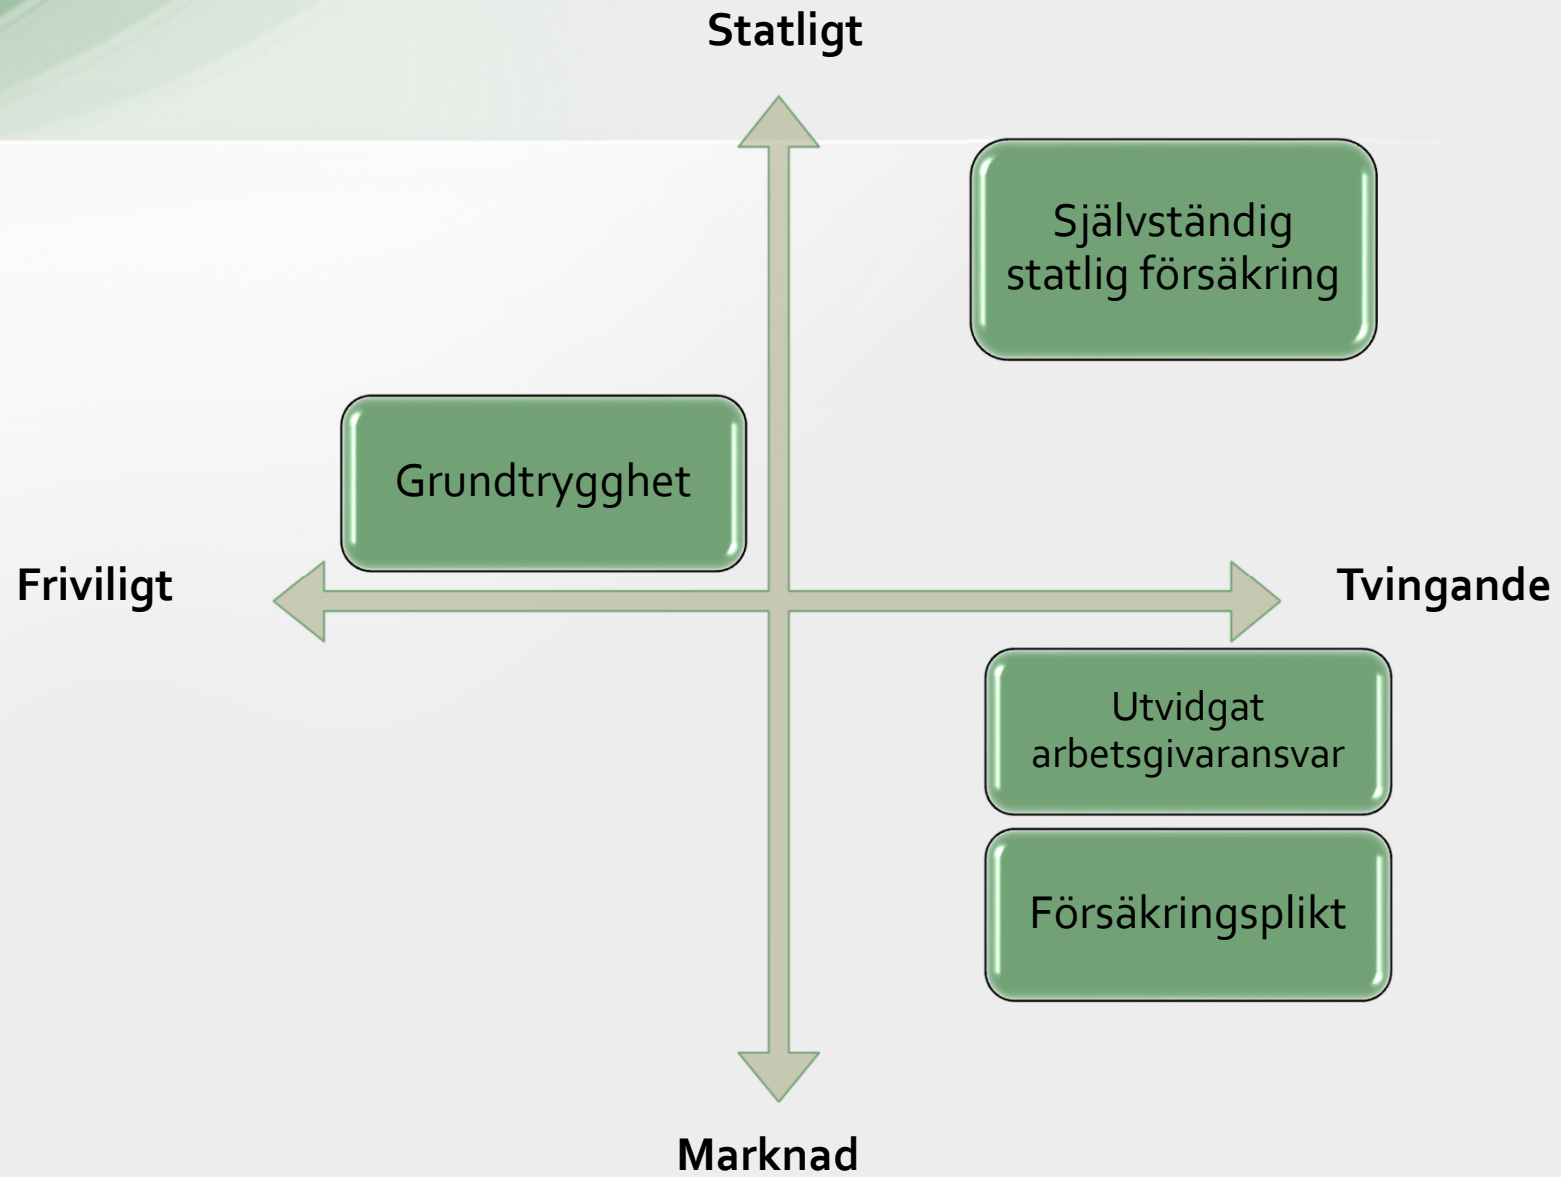 Statligt
Självständig
statlig försäkring
Grundtrygghet
Friviligt
Tvingande
Utvidgat
arbetsgivaransvar
Försäkringsplikt
Marknad